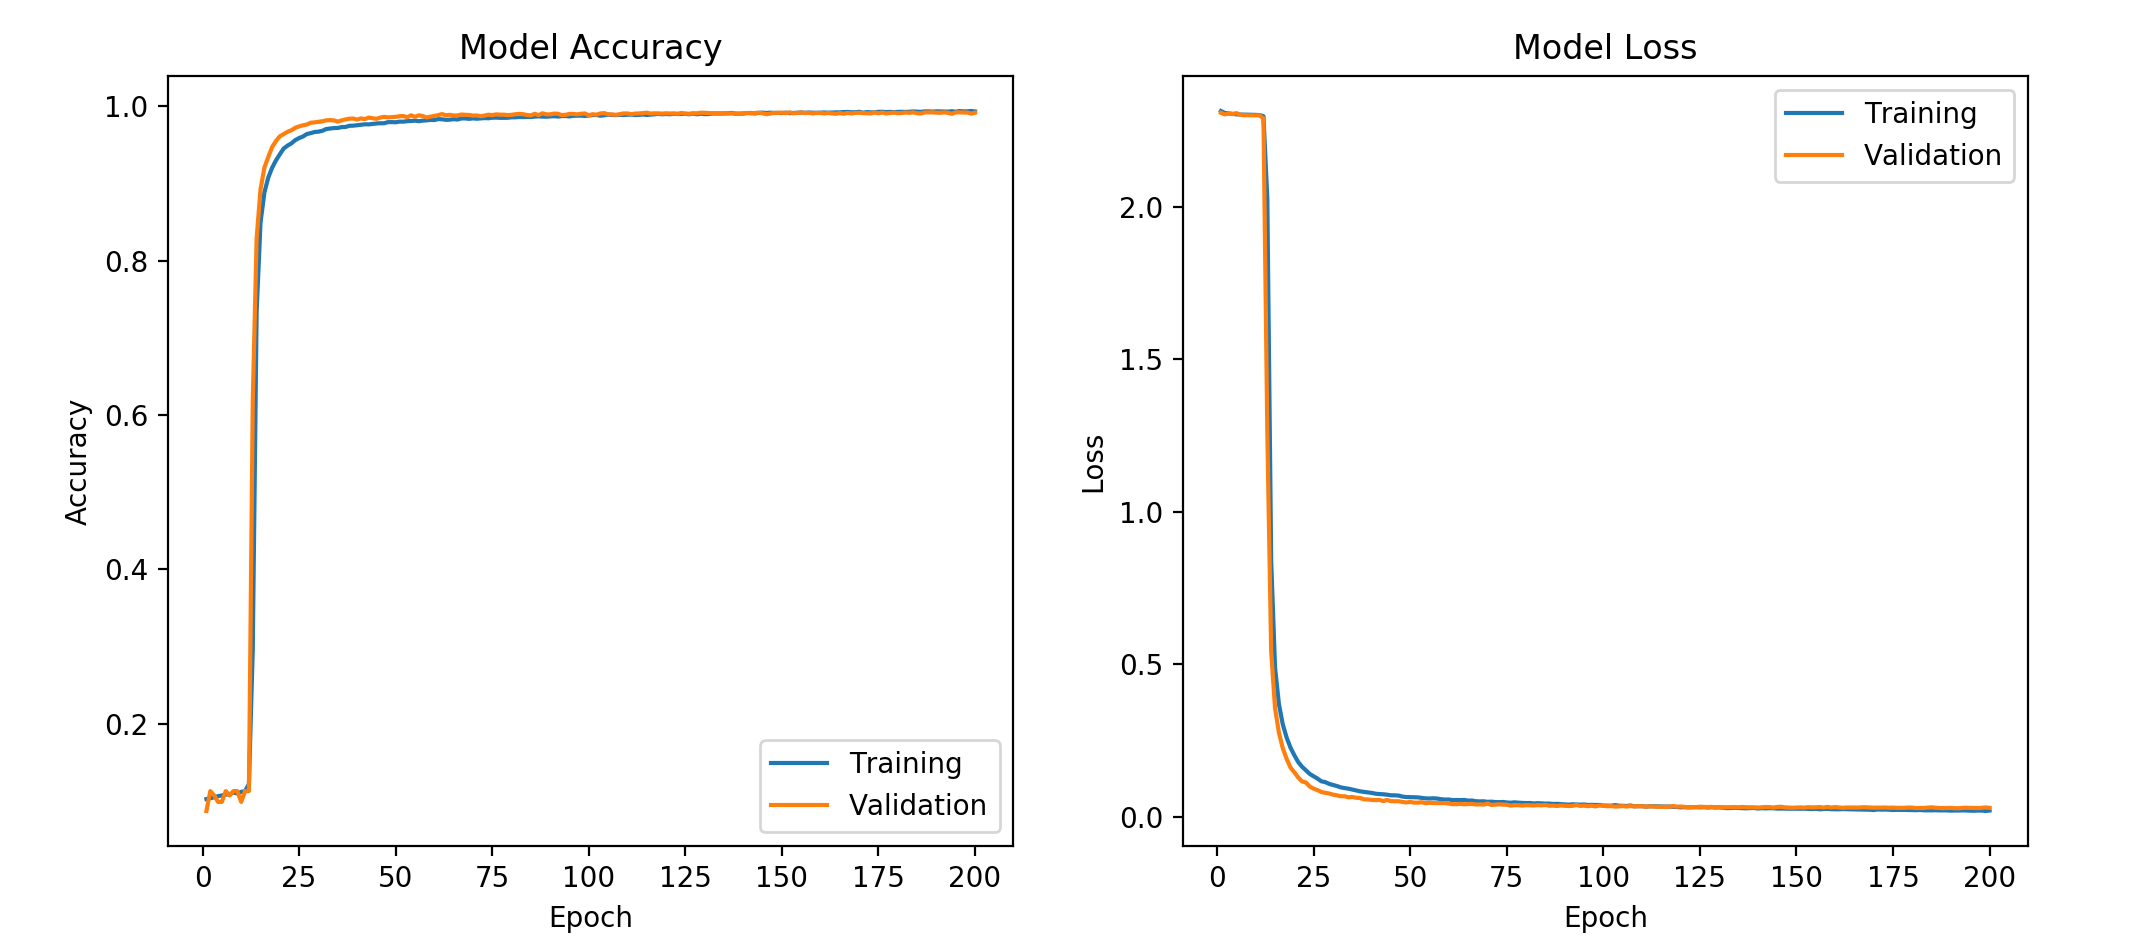 Model Accuracy
1.0
0.8
0.6
0.4
0.2
Accuracy
Training
Validation
0 25 50 75 100 125 150 175 200
Epoch
Model Loss
Training
Validation
2.0
1.5
1.0
0.5
0.0
Loss
0 25 50 75 100 125 150 175 200
Epoch